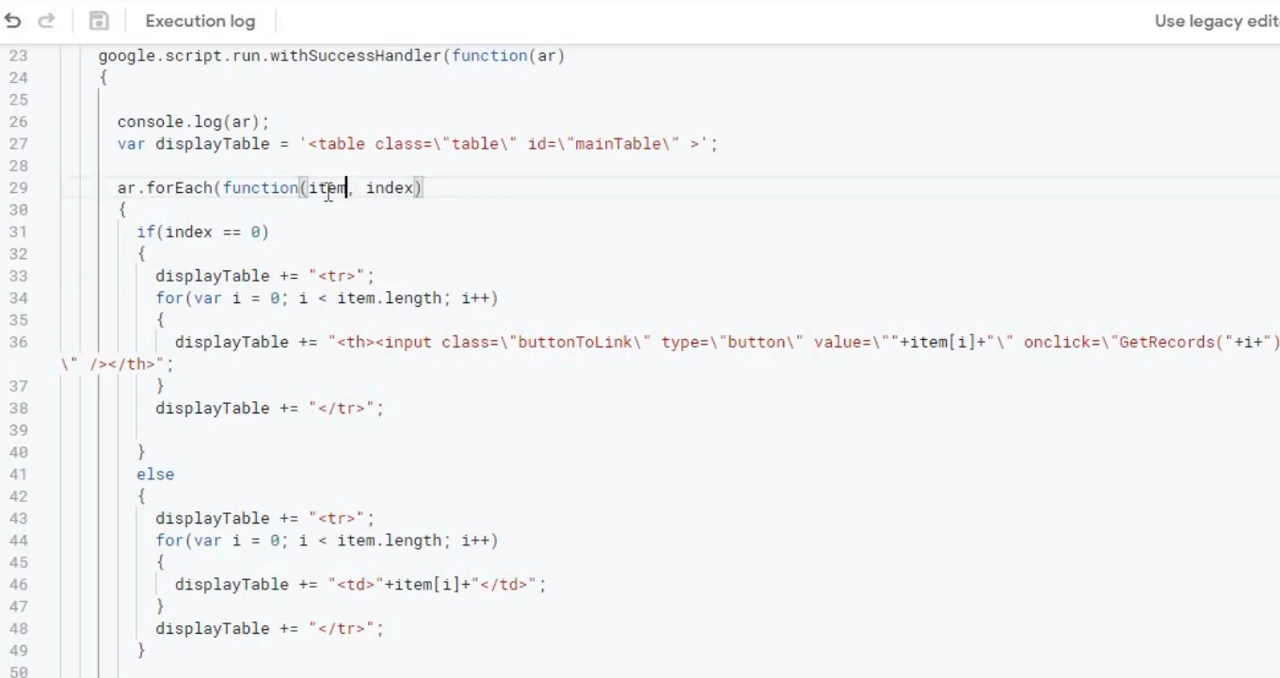 Execution log
Use legacy edit
23 google.script.run.withSuccessHandler(function(ar)
24 {
25
26 console.log(ar);
27 var displayTable = '<table class=\"table\" id=\"mainTable\" >';
28
29 ar.forEach(function(item, index)
30 {
31 if(index == 0)
32 {
33 displayTable += "<tr>";
34 for(var i = 0; i < item.length; i++)
35 {
36 displayTable += "<th><input class=\"buttonToLink\" type=\"button\" value=\""+item[i]+"\" onclick=\"GetRecords("+i+")
\" /></th>";
37 }
38 displayTable += "</tr>";
39
40 }
41 else
42 {
43 displayTable += "<tr>";
44 for(var i = 0; i < item.length; i++)
45 {
46 displayTable += "<td>"+item[i]+"</td>";
47 }
48 displayTable += "</tr>";
49 }
50